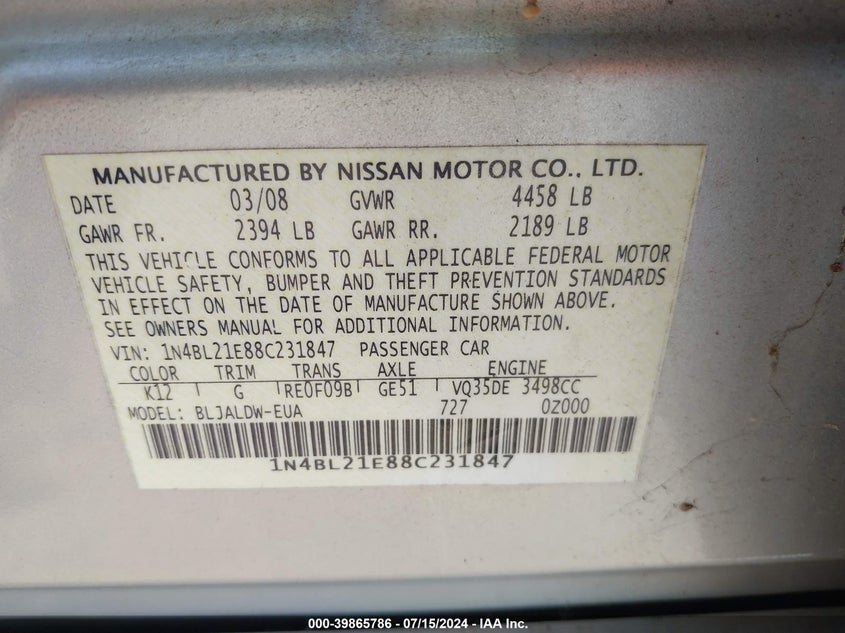 MANUFACTURED BY NISSAN MOTOR CO., LTD.
DATE 03/08 GVWR 4458 LB
GAWR FR. 2394 LB GAWR RR. 2189 LB
THIS VEHICLE CONFORMS TO ALL APPLICABLE FEDERAL MOTOR
VEHICLE SAFETY, BUMPER AND THEFT PREVENTION STANDARDS
IN EFFECT ON THE DATE OF MANUFACTURE SHOWN ABOVE.
SEE OWNERS MANUAL FOR ADDITIONAL INFORMATION.
VIN: 1N4BL21E88C231847 PASSENGER CAR
COLOR TRIM TRANS AXLE ENGINE
K12 G RE0F09B GE51 VQ35DE 3498CC
MODEL: BLJALDW-EUA 727 0Z000
1N4BL21E88C231847
000-39865786 - 07/15/2024 - IAA Inc.